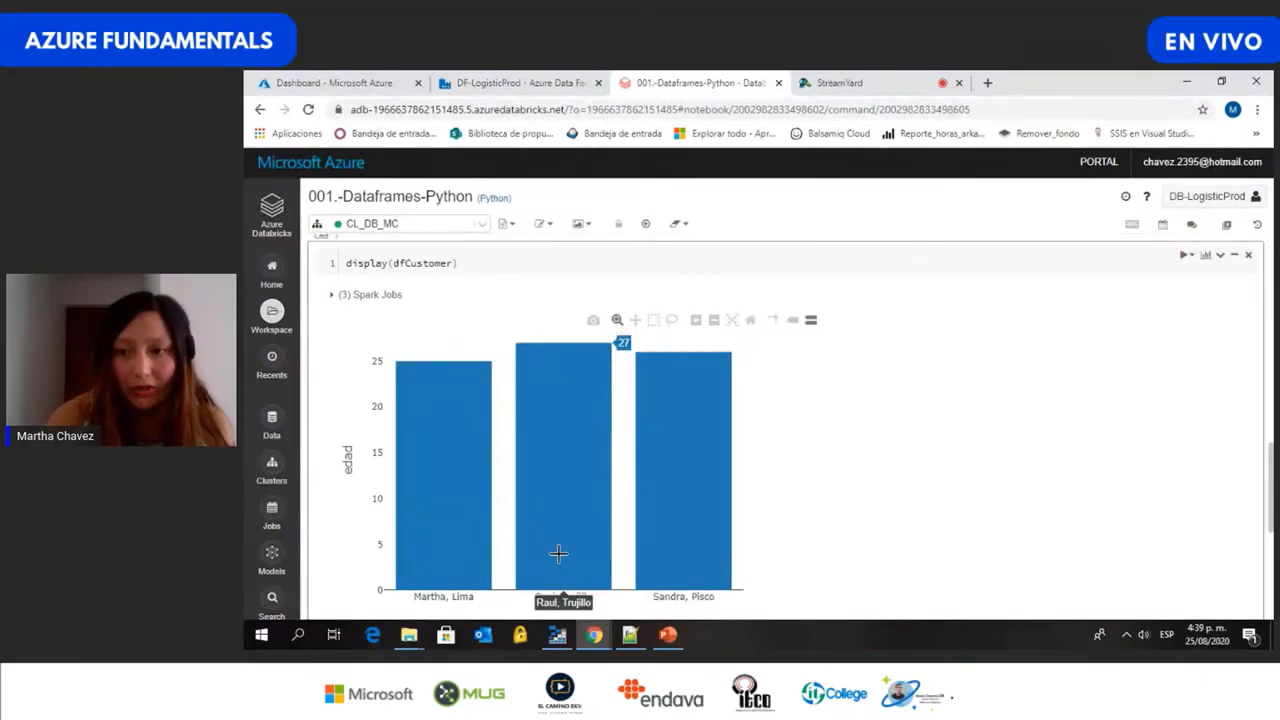 AZURE FUNDAMENTALS
EN VIVO
Dashboard - Microsoft Azure
DF-LogisticProd - Azure Data Fa
001.-Dataframes-Python - Datab
StreamYard
adb-1966637862151485.5.azuredatabricks.net/?o=1966637862151485#notebook/2002982833498602/command/2002982833498605
M
Aplicaciones
Bandeja de entrada...
Biblioteca de propu...
Bandeja de entrada
Explorar todo - Apr...
Balsamiq Cloud
Reporte_horas_arka...
Remover_fondo
SSIS en Visual Studi...
»
Microsoft Azure
PORTAL
chavez.2395@hotmail.com
001.-Dataframes-Python (Python)
DB-LogisticProd
CL_DB_MC
Azure
Databricks
Home
Workspace
Recents
Data
Clusters
Jobs
Models
Search
1 display(dfCustomer)
(3) Spark Jobs
27
25
20
15
10
5
0
edad
Martha, Lima
Raul, Trujillo
Sandra, Pisco
Martha Chavez
ESP
4:39 p. m.
25/08/2020
Microsoft
MUG
EL CAMINO DEV
endava
itco
it College